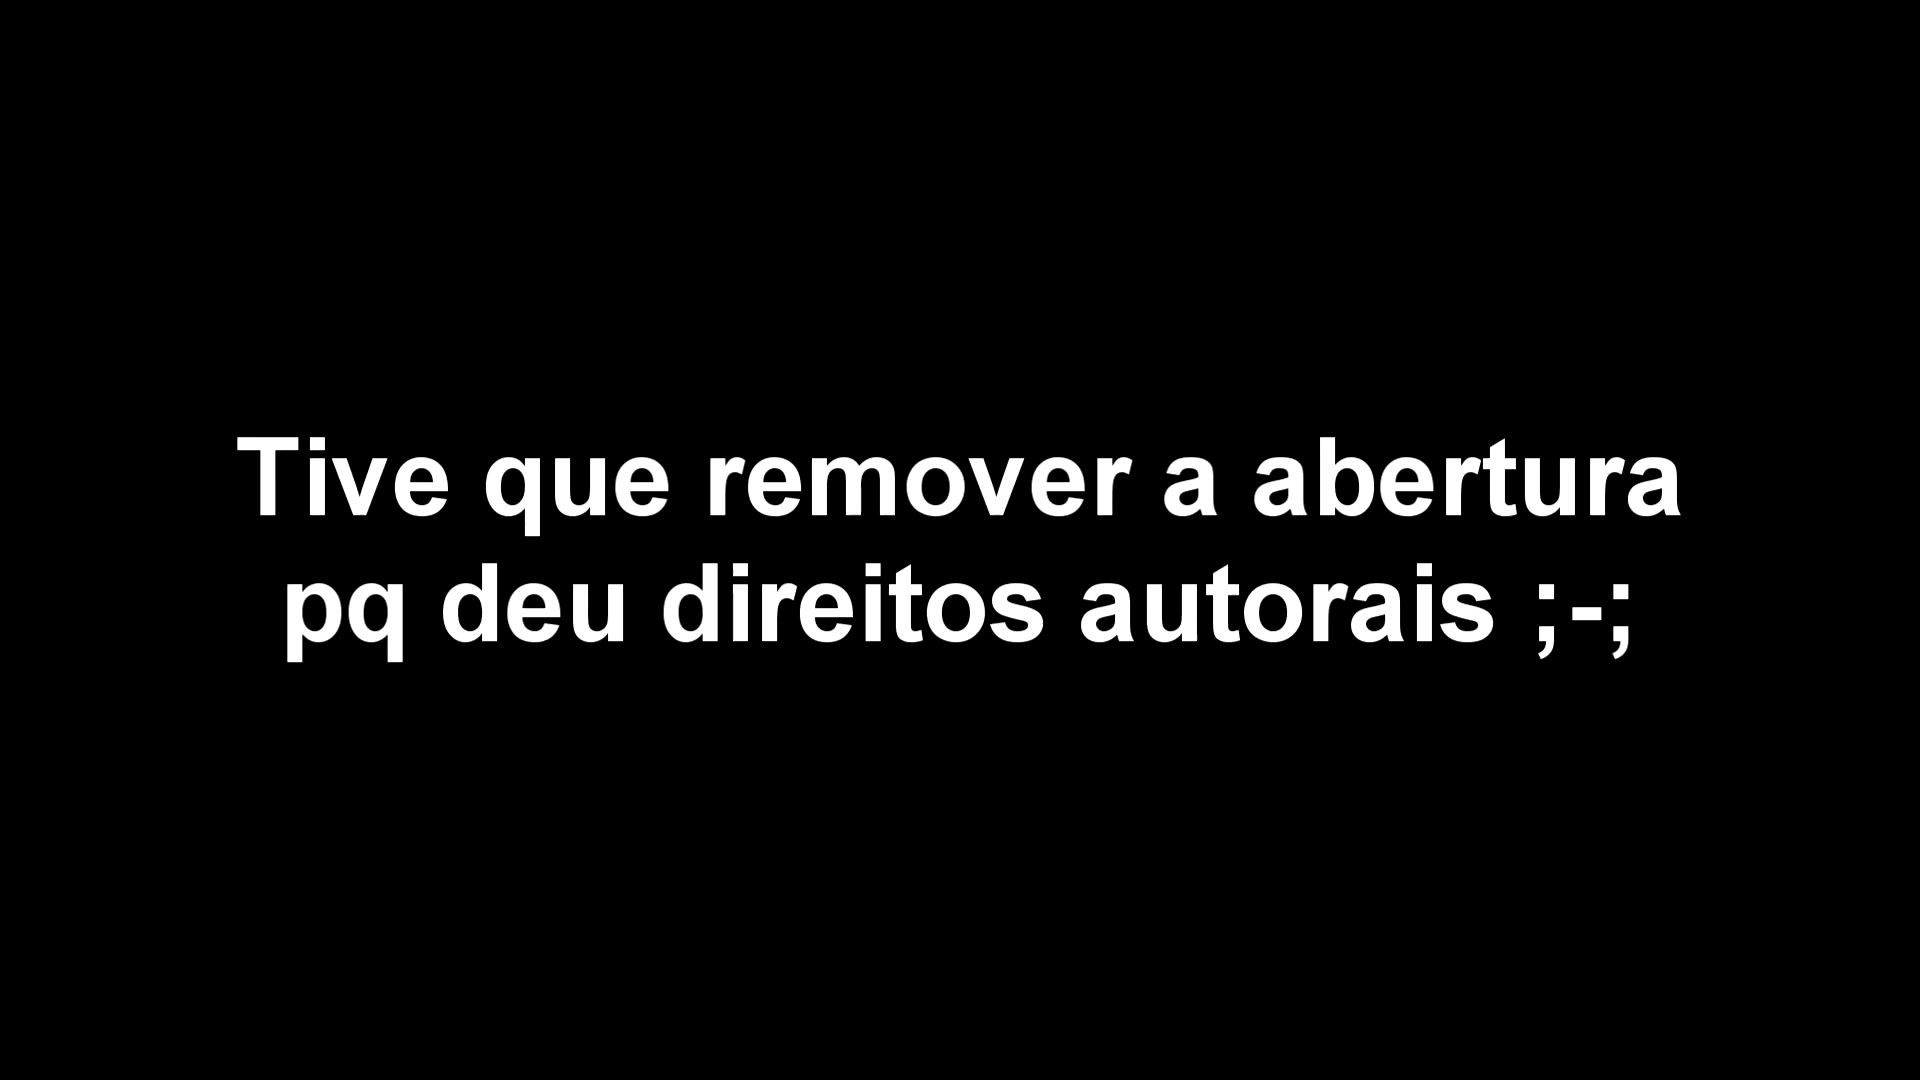 Tive que remover a abertura
pq deu direitos autorais ;-;